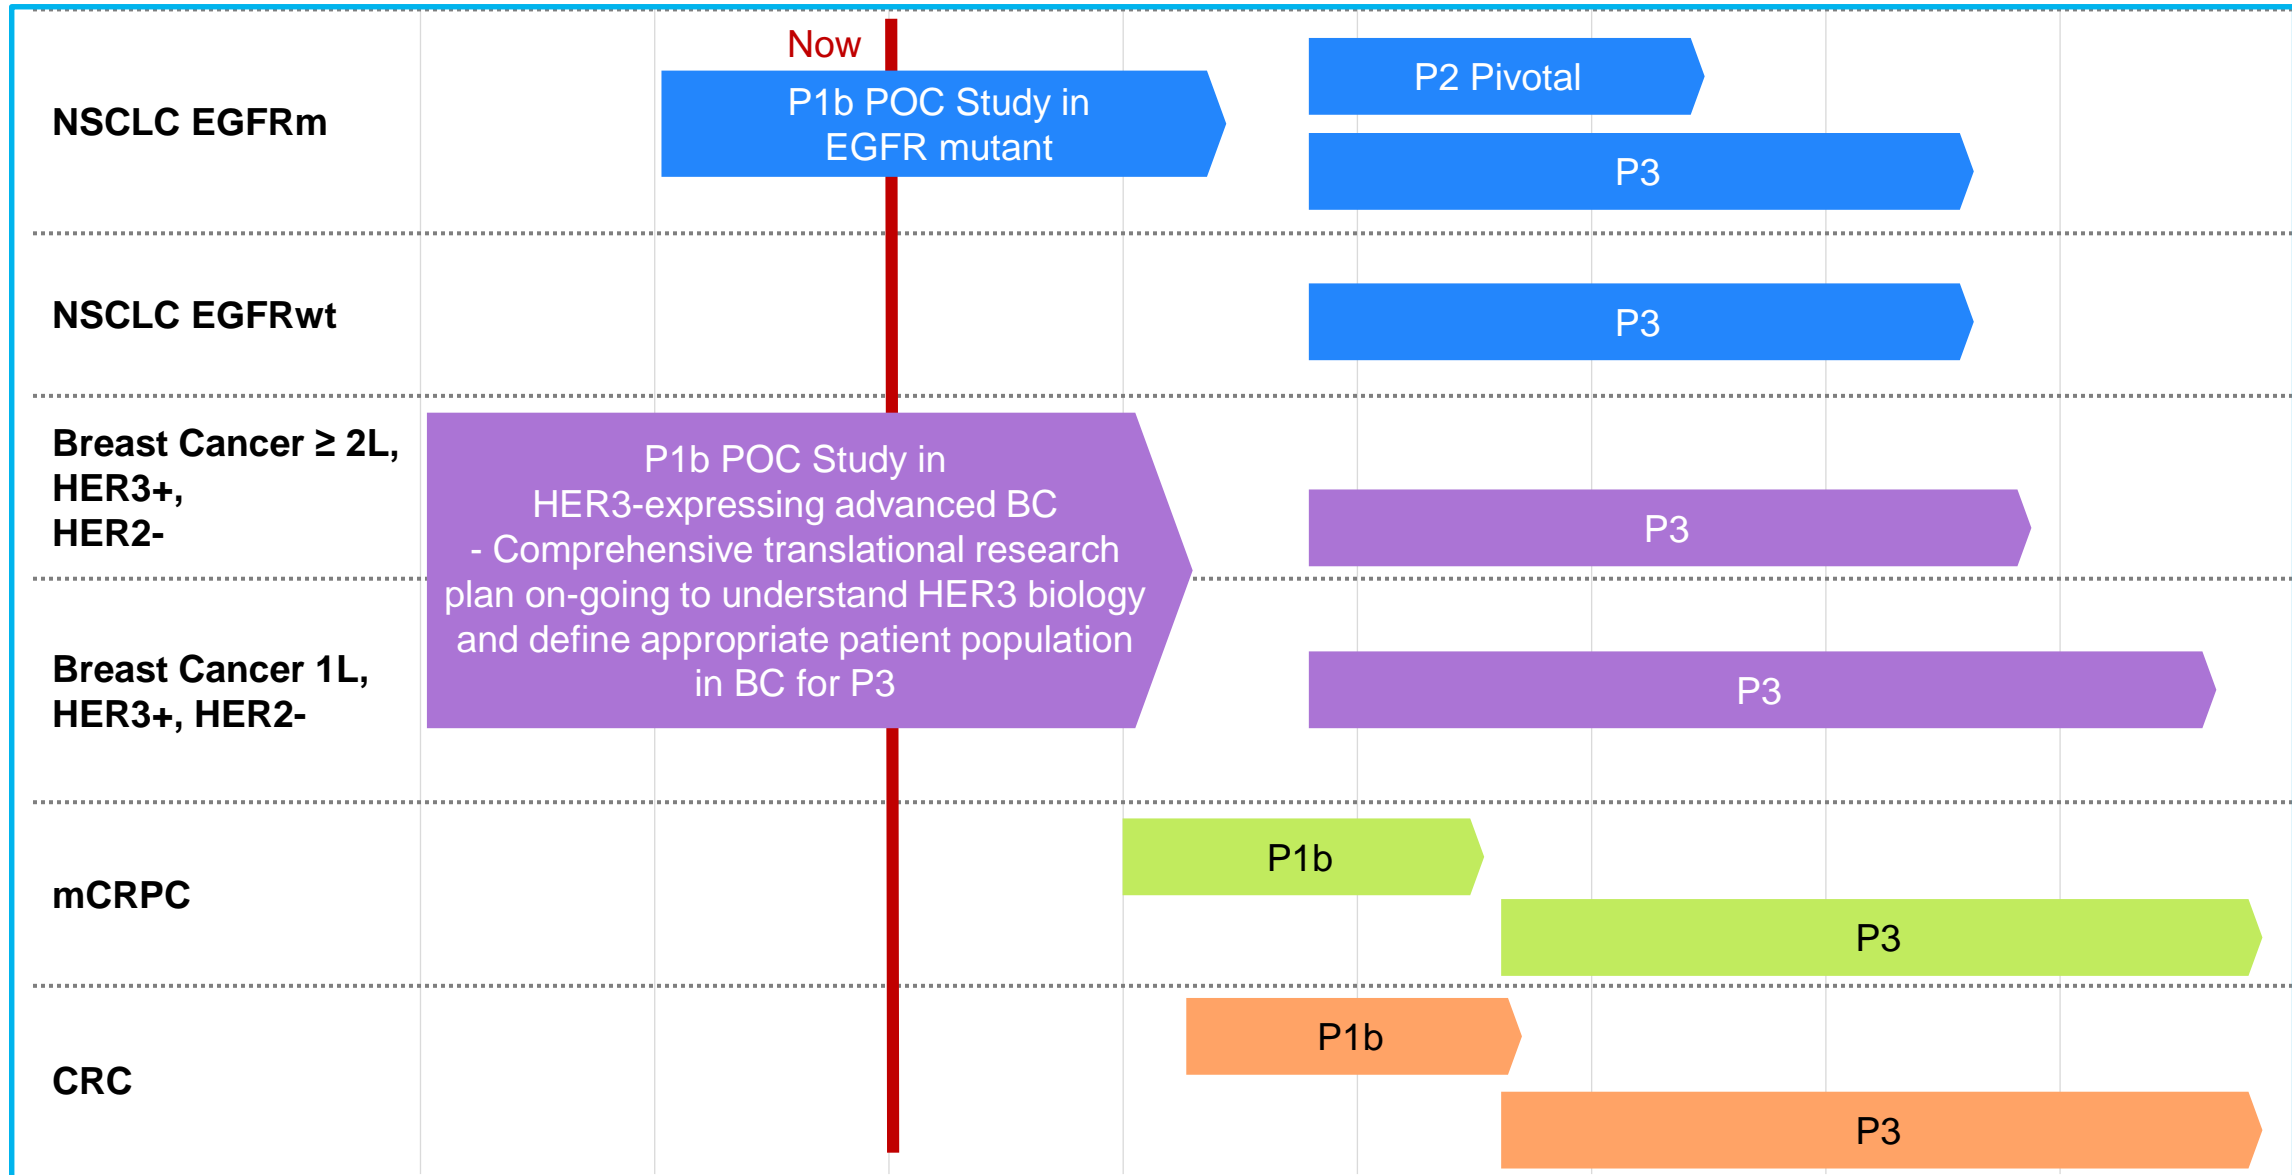 Now
NSCLC EGFRm
P1b POC Study in
EGFR mutant
P2 Pivotal
P3
NSCLC EGFRwt
P3
Breast Cancer ≥ 2L,
HER3+,
HER2-
P1b POC Study in
HER3-expressing advanced BC
- Comprehensive translational research
plan on-going to understand HER3 biology
and define appropriate patient population
in BC for P3
P3
Breast Cancer 1L,
HER3+, HER2-
P3
mCRPC
P1b
P3
CRC
P1b
P3